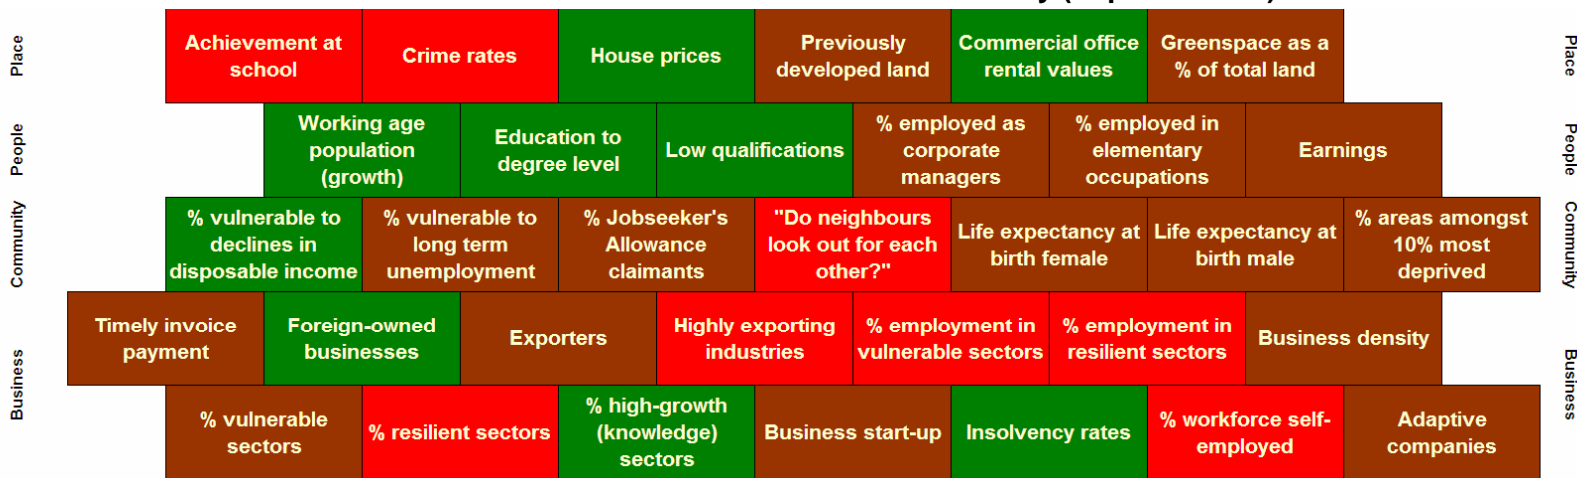 Place
Achievement at
school
Crime rates
House prices
Previously
developed land
Commercial office
rental values
Greenspace as a
% of total land
Place
People
Working age
population
(growth)
Education to
degree level
Low qualifications
% employed as
corporate
managers
% employed in
elementary
occupations
Earnings
People
Community
% vulnerable to
declines in
disposable income
% vulnerable to
long term
unemployment
% Jobseeker's
Allowance
claimants
"Do neighbours
look out for each
other?"
Life expectancy at
birth female
Life expectancy at
birth male
% areas amongst
10% most
deprived
Community
Business
Timely invoice
payment
Foreign-owned
businesses
Exporters
Highly exporting
industries
% employment in
vulnerable sectors
% employment in
resilient sectors
Business density
Business
% vulnerable
sectors
% resilient sectors
% high-growth
(knowledge)
sectors
Business start-up
Insolvency rates
% workforce self-
employed
Adaptive
companies